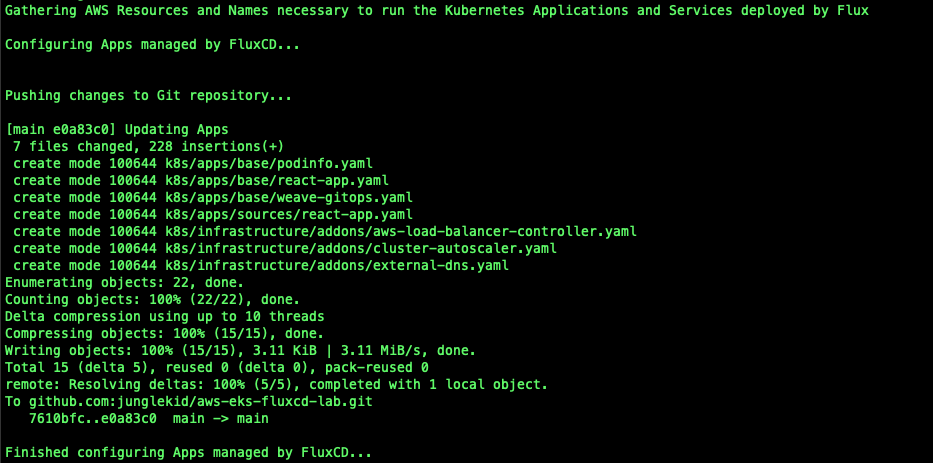 Gathering AWS Resources and Names necessary to run the Kubernetes Applications and Services deployed by Flux
Configuring Apps managed by FluxCD...
Pushing changes to Git repository...
[main e0a83c0] Updating Apps
7 files changed, 228 insertions(+)
create mode 100644 k8s/apps/base/podinfo.yaml
create mode 100644 k8s/apps/base/react-app.yaml
create mode 100644 k8s/apps/base/weave-gitops.yaml
create mode 100644 k8s/apps/sources/react-app.yaml
create mode 100644 k8s/infrastructure/addons/aws-load-balancer-controller.yaml
create mode 100644 k8s/infrastructure/addons/cluster-autoscaler.yaml
create mode 100644 k8s/infrastructure/addons/external-dns.yaml
Enumerating objects: 22, done.
Counting objects: 100% (22/22), done.
Delta compression using up to 10 threads
Compressing objects: 100% (15/15), done.
Writing objects: 100% (15/15), 3.11 KiB | 3.11 MiB/s, done.
Total 15 (delta 5), reused 0 (delta 0), pack-reused 0
remote: Resolving deltas: 100% (5/5), completed with 1 local object.
To github.com:junglekid/aws-eks-fluxcd-lab.git
7610bfc..e0a83c0  main -> main
Finished configuring Apps managed by FluxCD...